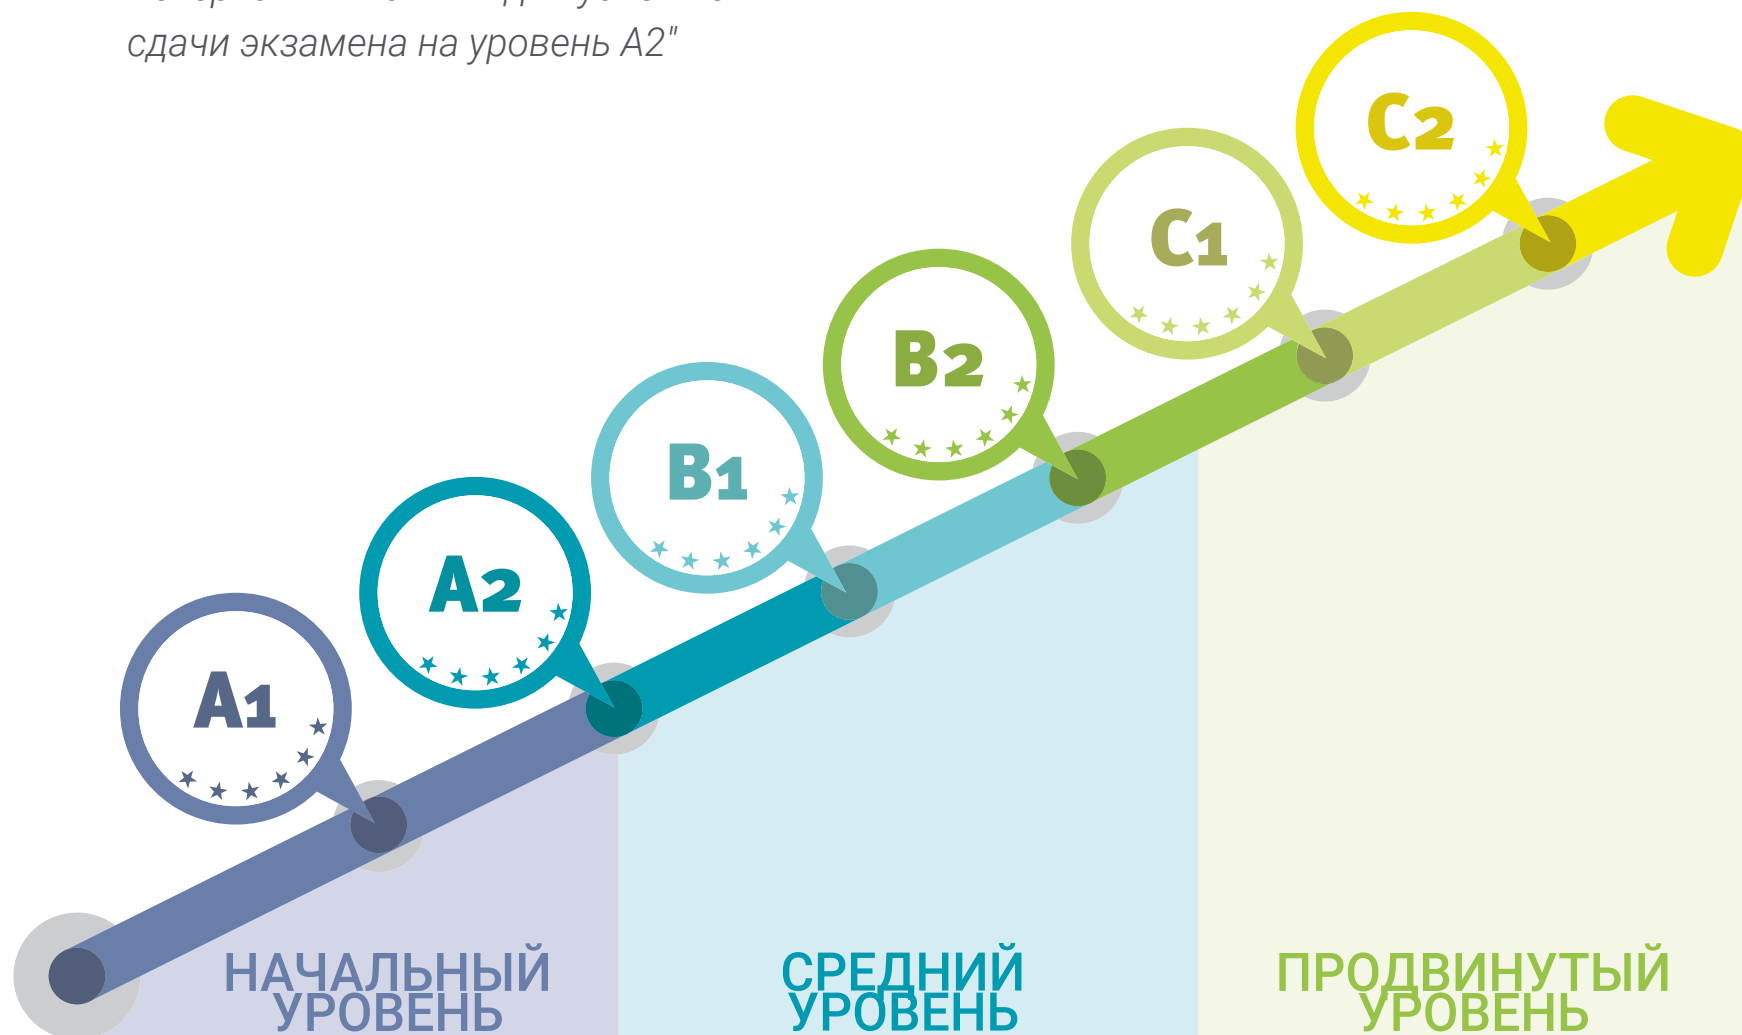 сдачи экзамена на уровень А2"
C2
C1
B2
B1
A2
A1
НАЧАЛЬНЫЙ
УРОВЕНЬ
СРЕДНИЙ
УРОВЕНЬ
ПРОДВИНУТЫЙ
УРОВЕНЬ